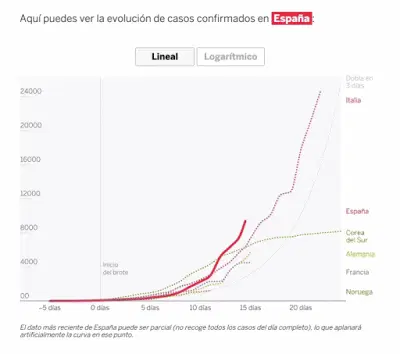 Aquí puedes ver la evolución de casos confirmados en España:
Lineal
Logarítmico
Dobla en
3 días
24000
Italia
20000
16000
12000
España
8000
Corea
del Sur
Alemania
4000
Inicio
del brote
Francia
00
Noruega
−5 días
0 días
5 días
10 días
15 días
20 días
El dato más reciente de España puede ser parcial (no recoge todos los casos del día completo), lo que aplanará
artificialmente la curva en ese punto.